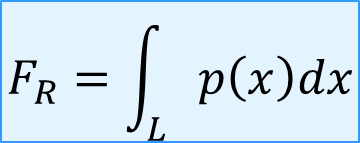 F_R = ∫_L p(x)dx